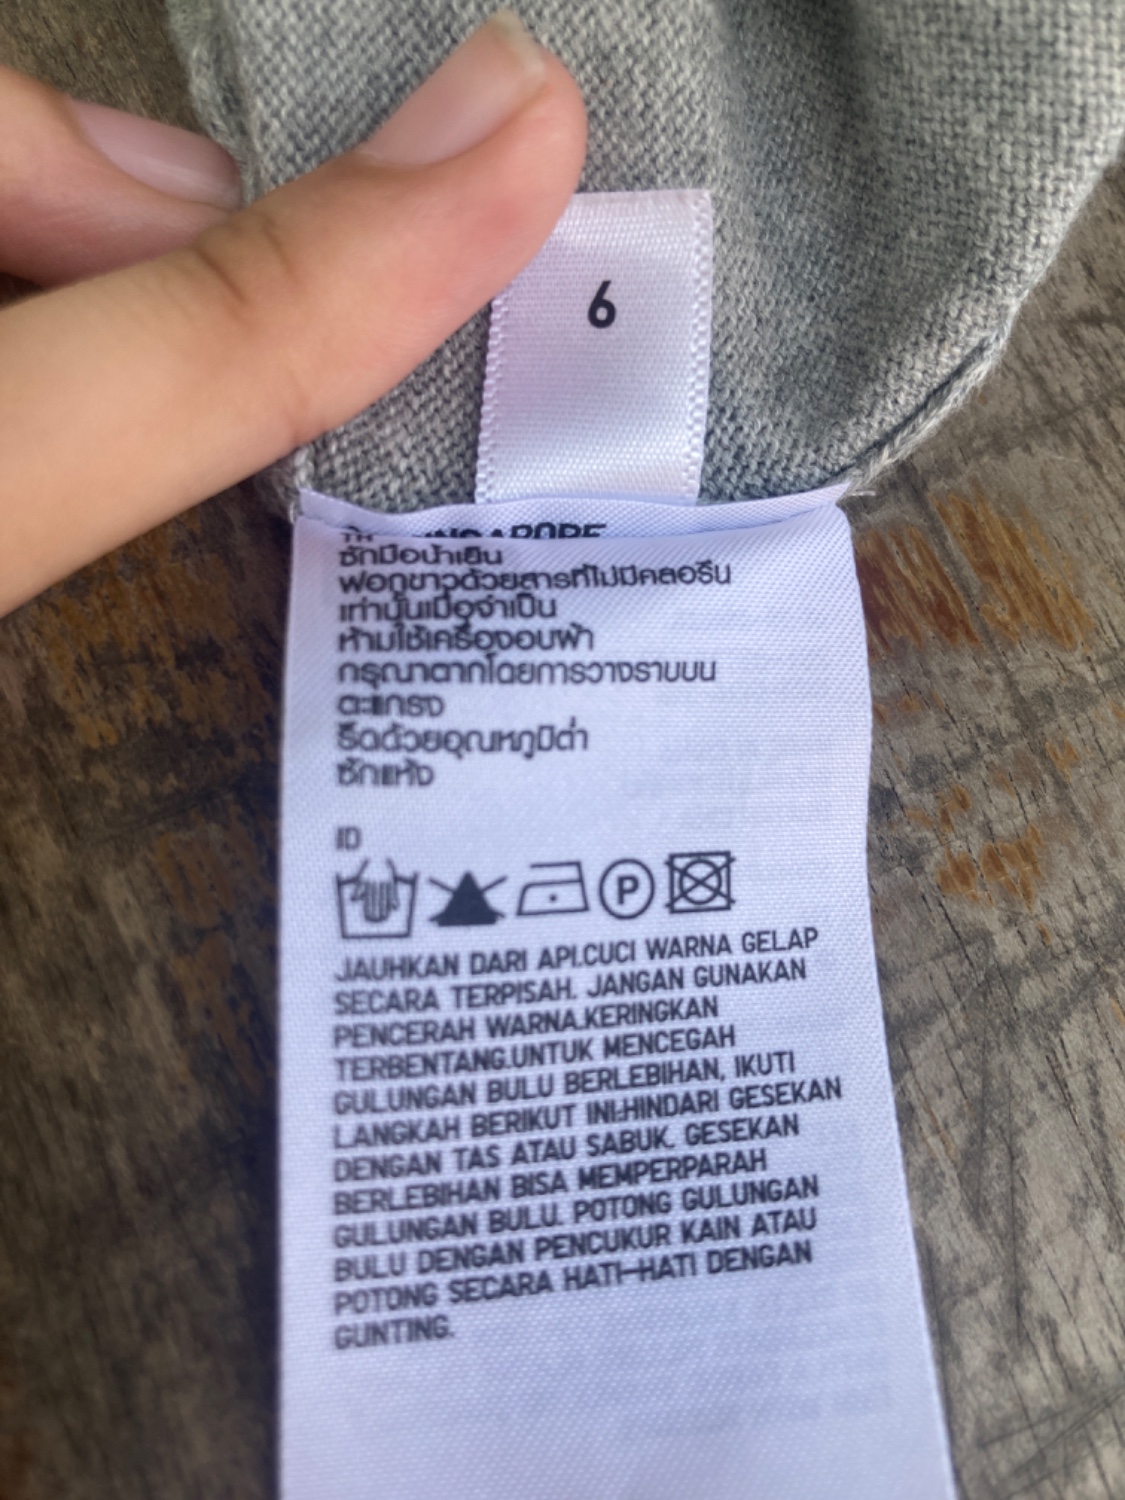 6
TH
ซักมือน้ำเย็น
ฟอกขาวด้วยสารที่ไม่มีคลอรีน
เท่านั้นเมื่อจำเป็น
ห้ามใช้เครื่องอบผ้า
กรุณาตากโดยการวางราบบน
ตะแกรง
รีดด้วยอุณหภูมิต่ำ
ซักแห้ง
ID
P
JAUHKAN DARI API.CUCI WARNA GELAP
SECARA TERPISAH. JANGAN GUNAKAN
PENCERAH WARNA.KERINGKAN
TERBENTANG.UNTUK MENCEGAH
GULUNGAN BULU BERLEBIHAN, IKUTI
LANGKAH BERIKUT INI:HINDARI GESEKAN
DENGAN TAS ATAU SABUK. GESEKAN
BERLEBIHAN BISA MEMPERPARAH
GULUNGAN BULU. POTONG GULUNGAN
BULU DENGAN PENCUKUR KAIN ATAU
POTONG SECARA HATI-HATI DENGAN
GUNTING.